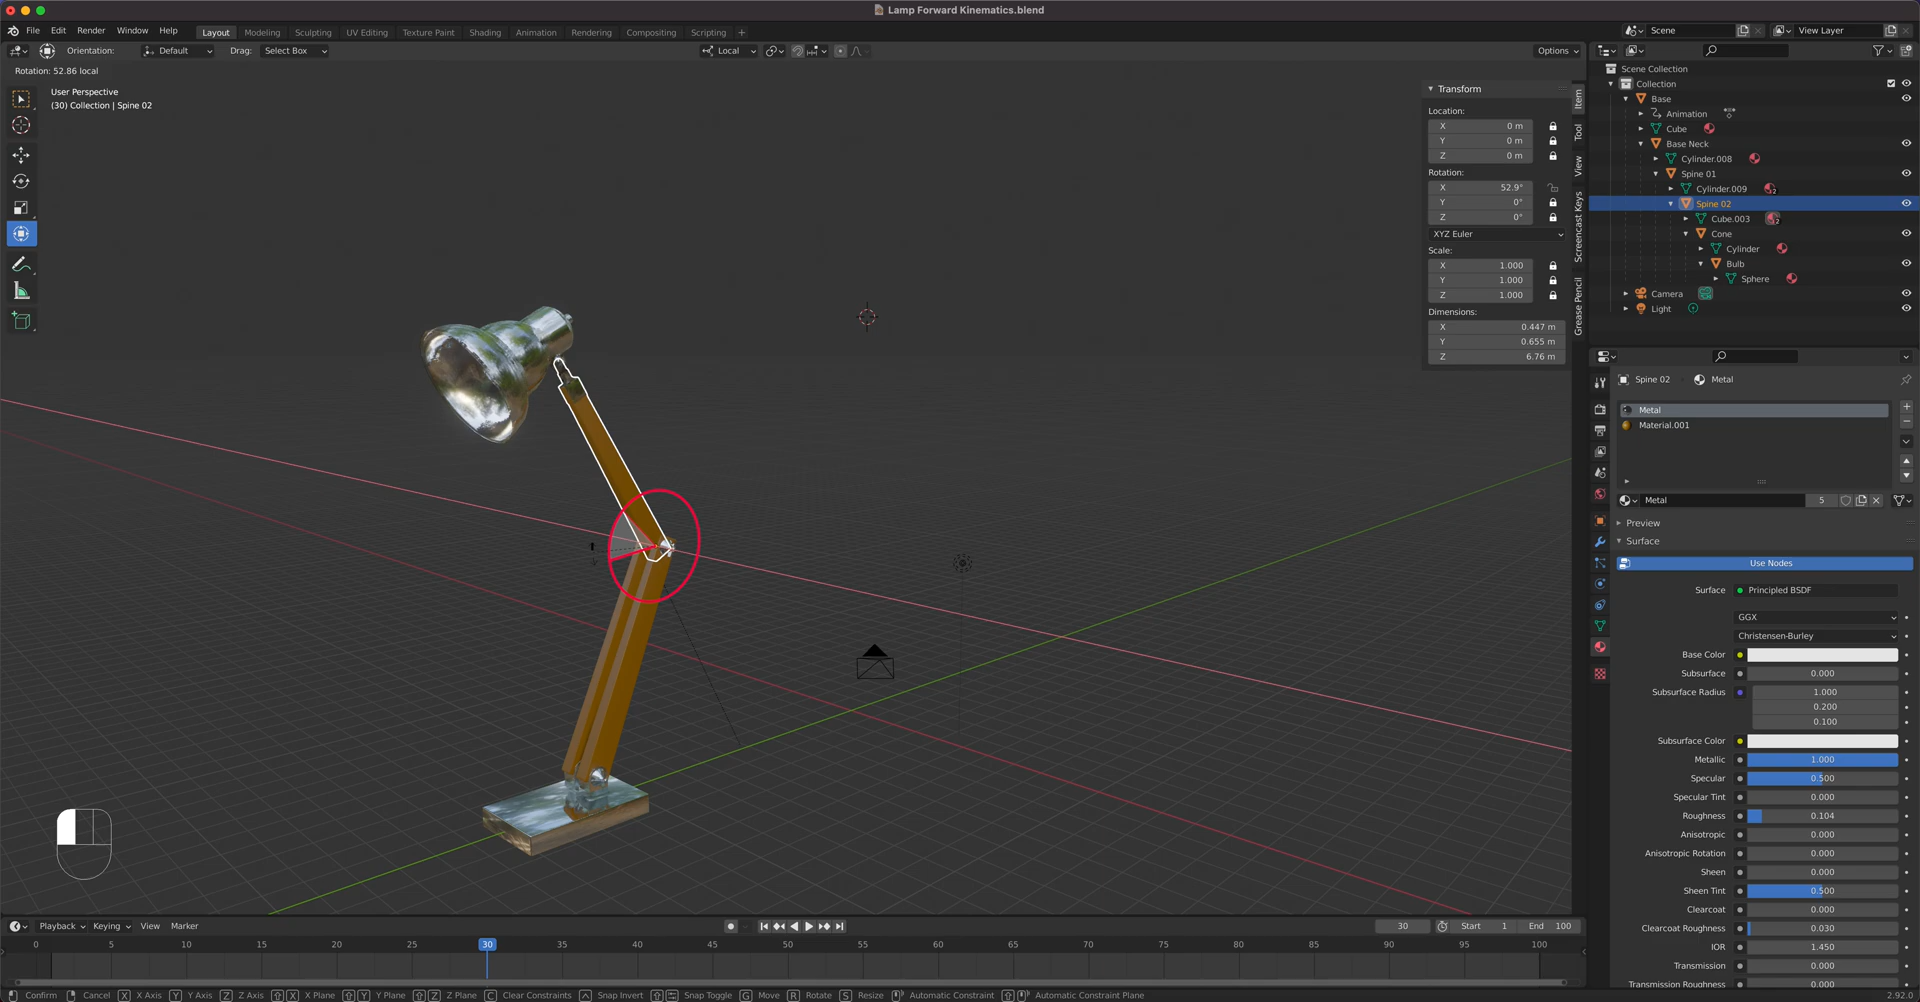 Lamp Forward Kinematics.blend
File Edit Render Window Help Layout Modeling Sculpting UV Editing Texture Paint Shading Animation Rendering Compositing Scripting + Scene View Layer
Orientation: Default Drag: Select Box Local Options
Rotation: 52.86 local
User Perspective
(30) Collection | Spine 02
Transform
Location:
X 0 m
Y 0 m
Z 0 m
Rotation:
X 52.9°
Y 0°
Z 0°
XYZ Euler
Scale:
X 1.000
Y 1.000
Z 1.000
Dimensions:
X 0.447 m
Y 0.655 m
Z 6.76 m
Item
Tool
View
Screencast Keys
Grease Pencil
Scene Collection
Collection
Base
Animation
Cube
Base Neck
Cylinder.008
Spine 01
Cylinder.009 2
Spine 02
Cube.003 2
Cone
Cylinder
Bulb
Sphere
Camera
Light
Spine 02 Metal
Metal
Material.001
Metal 5
Preview
Surface
Use Nodes
Surface Principled BSDF
GGX
Christensen-Burley
Base Color
Subsurface 0.000
Subsurface Radius 1.000
0.200
0.100
Subsurface Color
Metallic 1.000
Specular 0.500
Specular Tint 0.000
Roughness 0.104
Anisotropic 0.000
Anisotropic Rotation 0.000
Sheen 0.000
Sheen Tint 0.500
Clearcoat 0.000
Clearcoat Roughness 0.030
IOR 1.450
Transmission 0.000
Transmission Roughness 0.000
Playback Keying View Marker 30 Start 1 End 100
0 5 10 15 20 25 30 35 40 45 50 55 60 65 70 75 80 85 90 95 100
Confirm Cancel X X Axis Y Y Axis Z Z Axis X X Plane Y Y Plane Z Z Plane C Clear Constraints Snap Invert Snap Toggle G Move R Rotate S Resize Automatic Constraint Automatic Constraint Plane 2.92.0